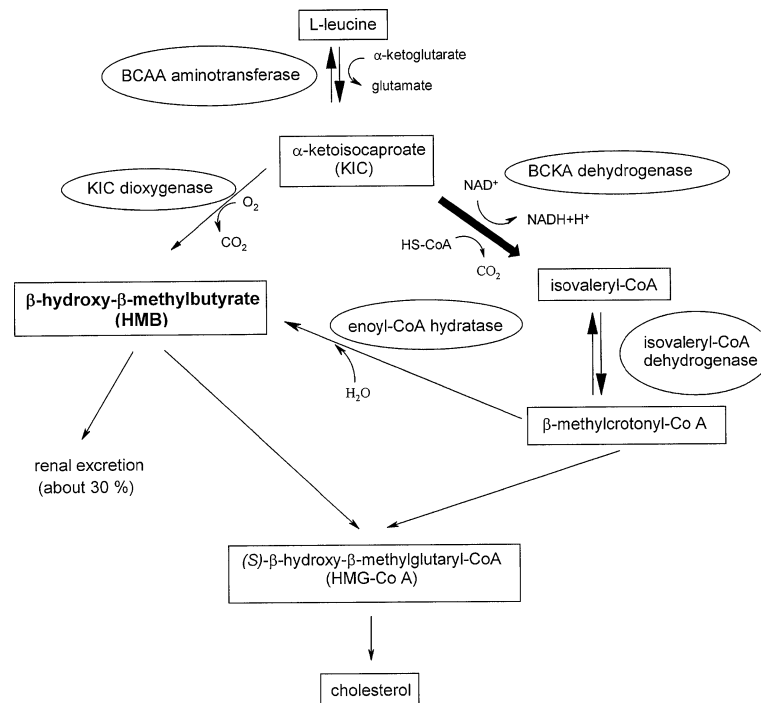 L-leucine
α-ketoglutarate
BCAA aminotransferase
glutamate
α-ketoisocaproate
(KIC)
BCKA dehydrogenase
KIC dioxygenase
NAD⁺
O₂
NADH+H⁺
CO₂
HS-CoA
CO₂
isovaleryl-CoA
β-hydroxy-β-methylbutyrate
(HMB)
enoyl-CoA hydratase
isovaleryl-CoA
dehydrogenase
H₂O
β-methylcrotonyl-Co A
renal excretion
(about 30 %)
(S)-β-hydroxy-β-methylglutaryl-CoA
(HMG-Co A)
cholesterol